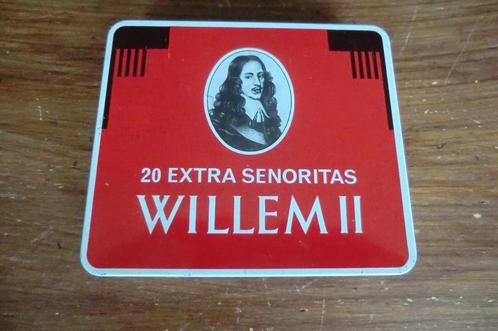 20 EXTRA SENORITAS
WILLEM II